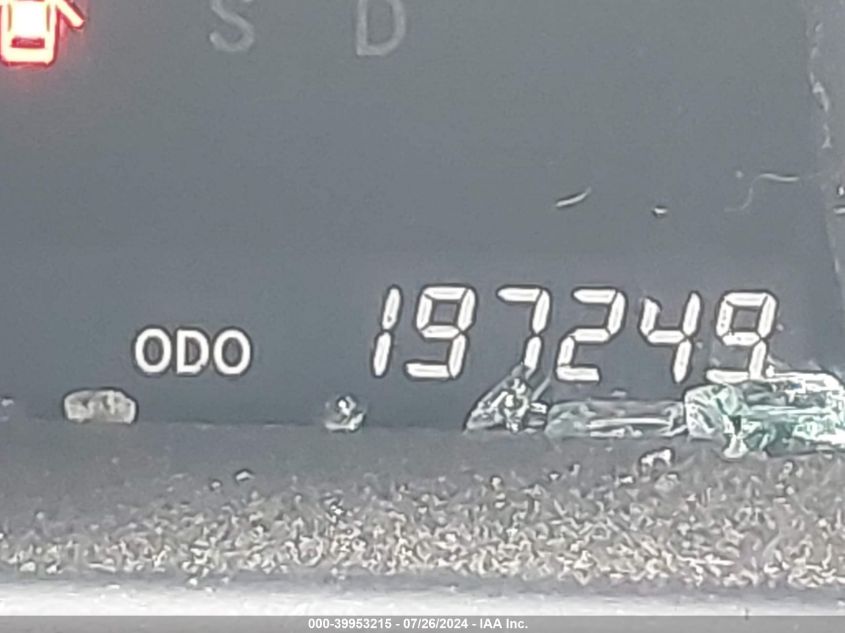 S D
ODO 197249
000-39953215 - 07/26/2024 - IAA Inc.